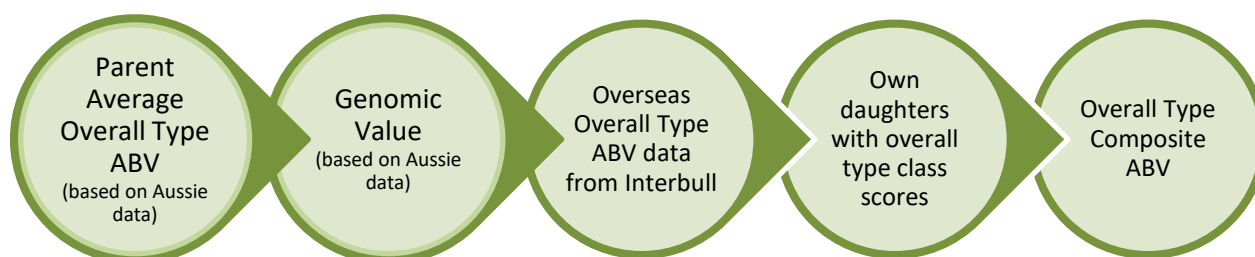 Parent
Average
Overall Type
ABV
(based on Aussie
data)
Genomic
Value
(based on Aussie
data)
Overseas
Overall Type
ABV data
from Interbull
Own
daughters
with overall
type class
scores
Overall Type
Composite
ABV